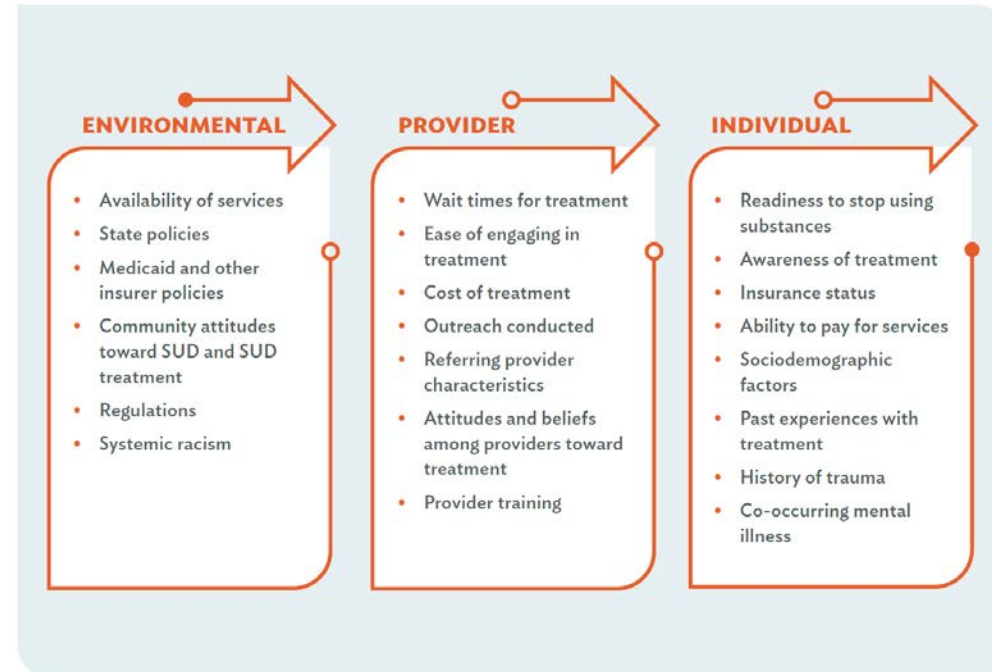 ENVIRONMENTAL
• Availability of services
• State policies
• Medicaid and other
insurer policies
• Community attitudes
toward SUD and SUD
treatment
• Regulations
• Systemic racism
PROVIDER
• Wait times for treatment
• Ease of engaging in
treatment
• Cost of treatment
• Outreach conducted
• Referring provider
characteristics
• Attitudes and beliefs
among providers toward
treatment
• Provider training
INDIVIDUAL
• Readiness to stop using
substances
• Awareness of treatment
• Insurance status
• Ability to pay for services
• Sociodemographic
factors
• Past experiences with
treatment
• History of trauma
• Co-occurring mental
illness